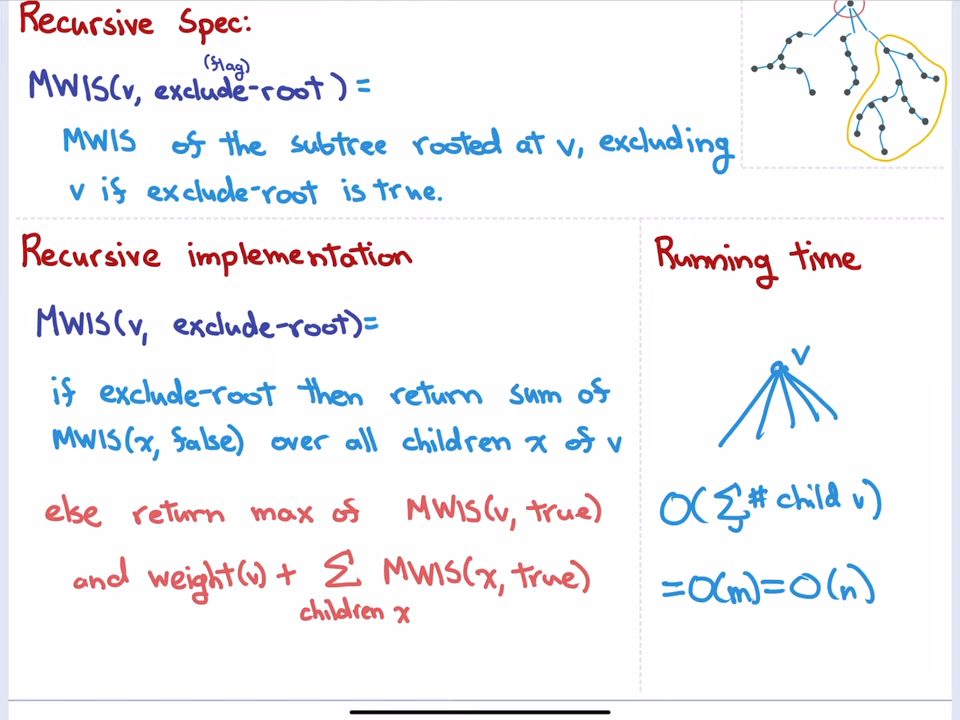 Recursive Spec:
(flag)
MWIS(v, exclude-root) =
MWIS of the subtree rooted at v, excluding
v if exclude-root is true.
Recursive implementation
MWIS(v, exclude-root)=
if exclude-root then return sum of
MWIS(x, false) over all children x of v
else return max of MWIS(v, true)
and weight(v) + ∑ MWIS(x, true)
children x
Running time
v
O(∑ # child v)
v
=O(m)=O(n)